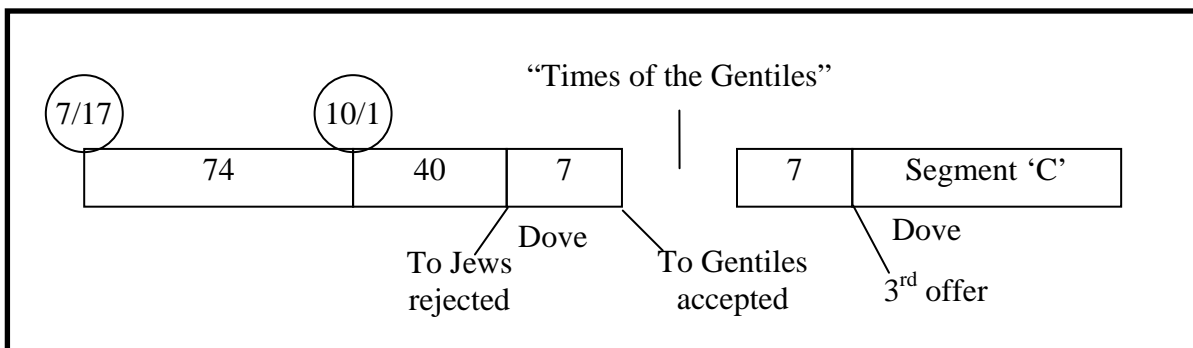 “Times of the Gentiles”
7/17
10/1
74
40
7
7
Segment ‘C’
Dove
Dove
To Jews
rejected
To Gentiles
accepted
3rd offer